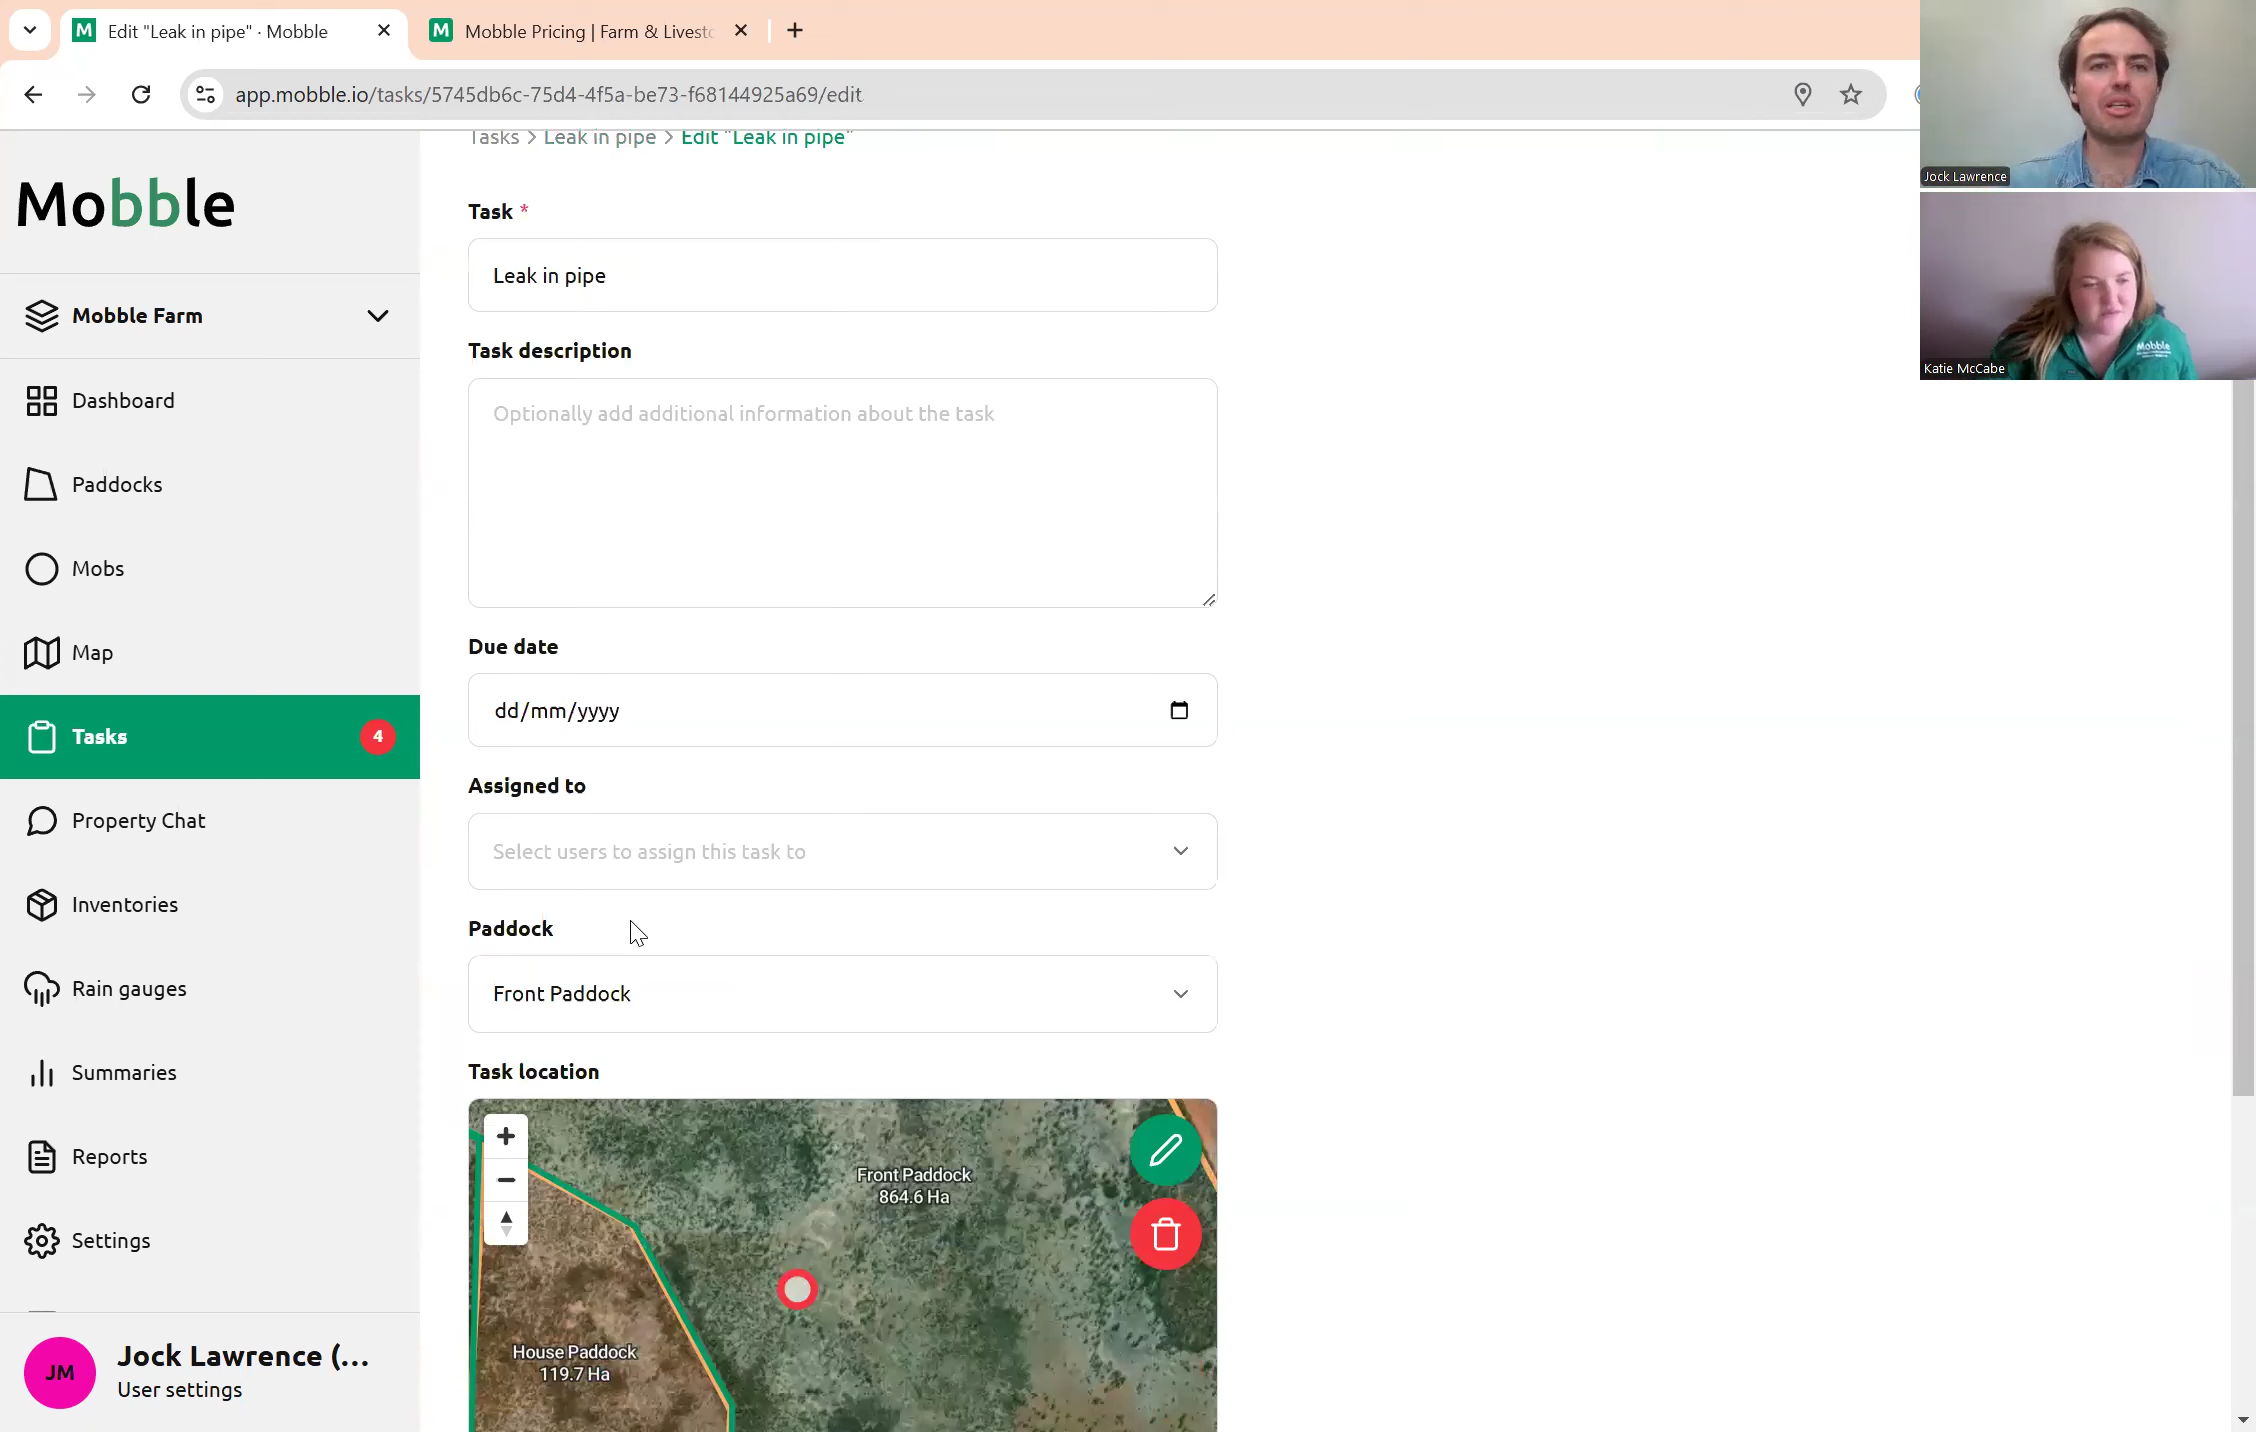 Edit "Leak in pipe" · Mobble
Mobble Pricing | Farm & Livesto
app.mobble.io/tasks/5745db6c-75d4-4f5a-be73-f68144925a69/edit
Jock Lawrence
Mobble
Katie McCabe
Tasks > Leak in pipe > Edit "Leak in pipe"
Mobble
Mobble Farm
Dashboard
Paddocks
Mobs
Map
Tasks
4
Property Chat
Inventories
Rain gauges
Summaries
Reports
Settings
JM
Jock Lawrence (...
User settings
Task *
Leak in pipe
Task description
Optionally add additional information about the task
Due date
dd/mm/yyyy
Assigned to
Select users to assign this task to
Paddock
Front Paddock
Task location
Front Paddock
864.6 Ha
House Paddock
119.7 Ha